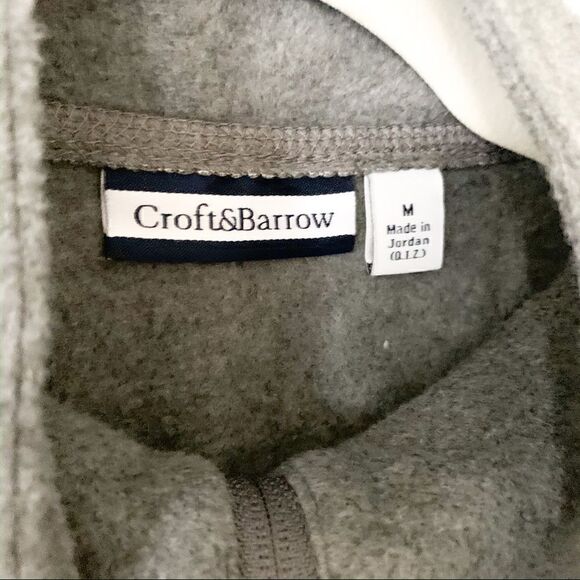 Croft&Barrow
M
Made in
Jordan
(Q.I.Z.)